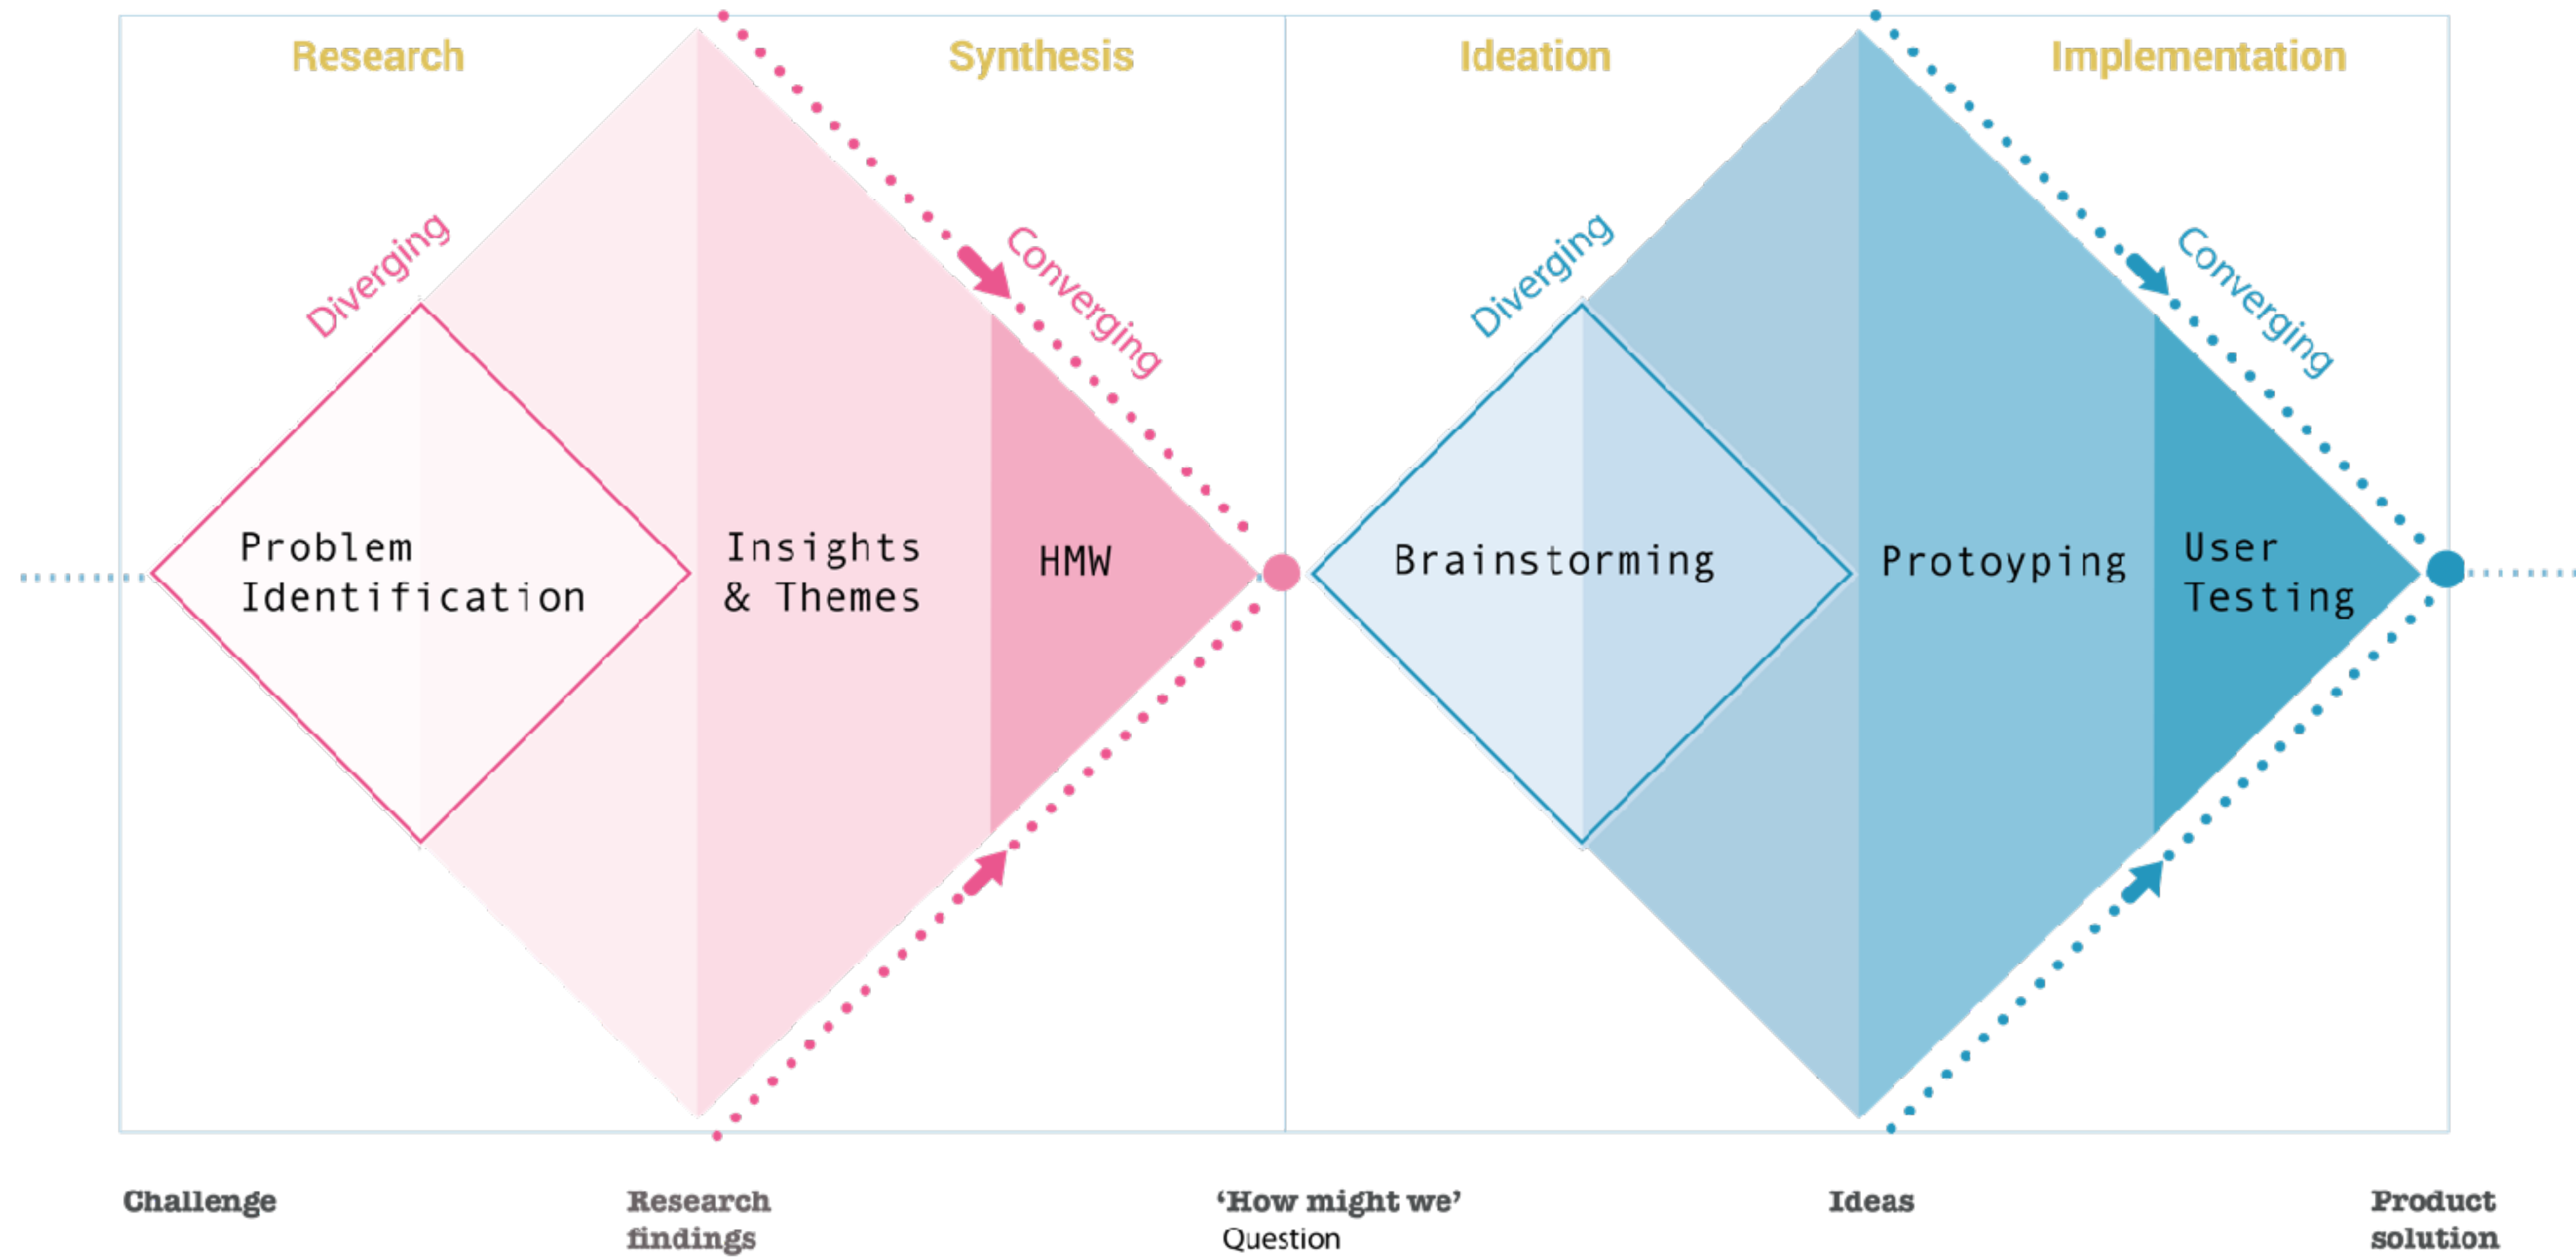 Research
Synthesis
Ideation
Implementation
Diverging
Converging
Diverging
Converging
Problem
Identification
Insights
& Themes
HMW
Brainstorming
Protoyping
User
Testing
Challenge
Research
findings
‘How might we’
Question
Ideas
Product
solution